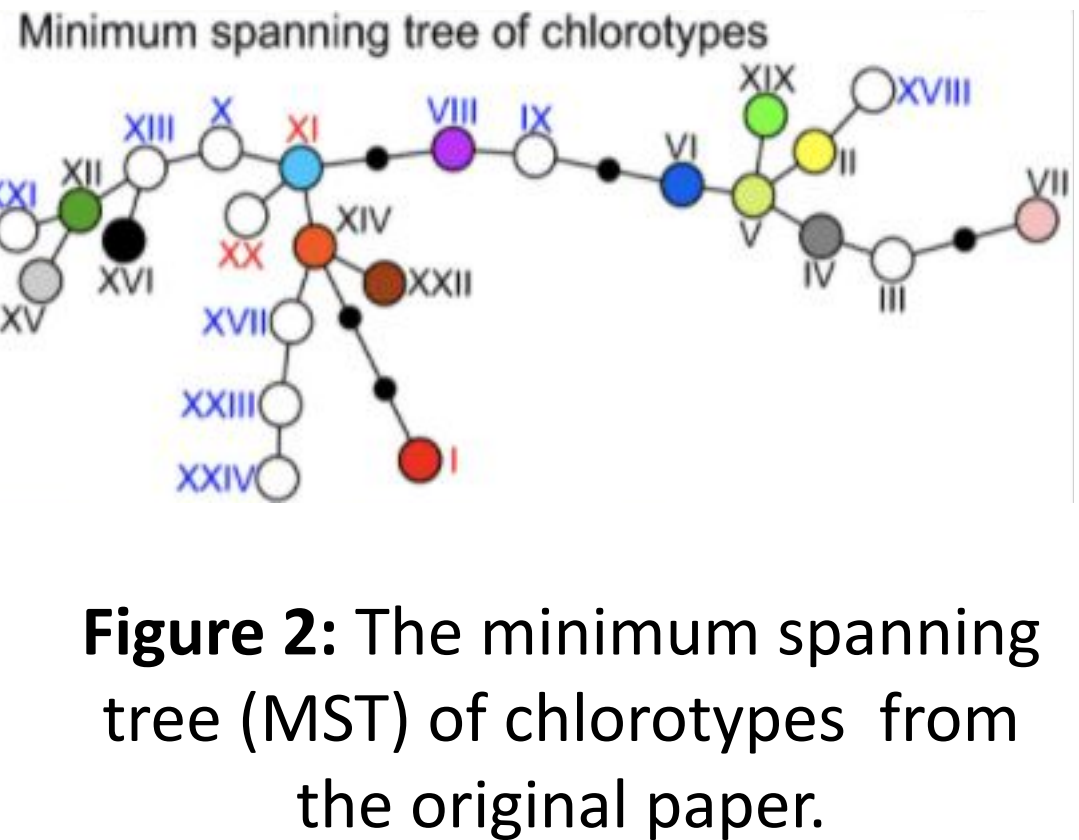 Minimum spanning tree of chlorotypes
XIX
XVIII
VIII
IX
X
XIII
XI
VI
II
XII
VII
XXI
XIV
V
XX
XVI
IV
XXII
III
XV
XVII
XXIII
I
XXIV
Figure 2: The minimum spanning
tree (MST) of chlorotypes from
the original paper.